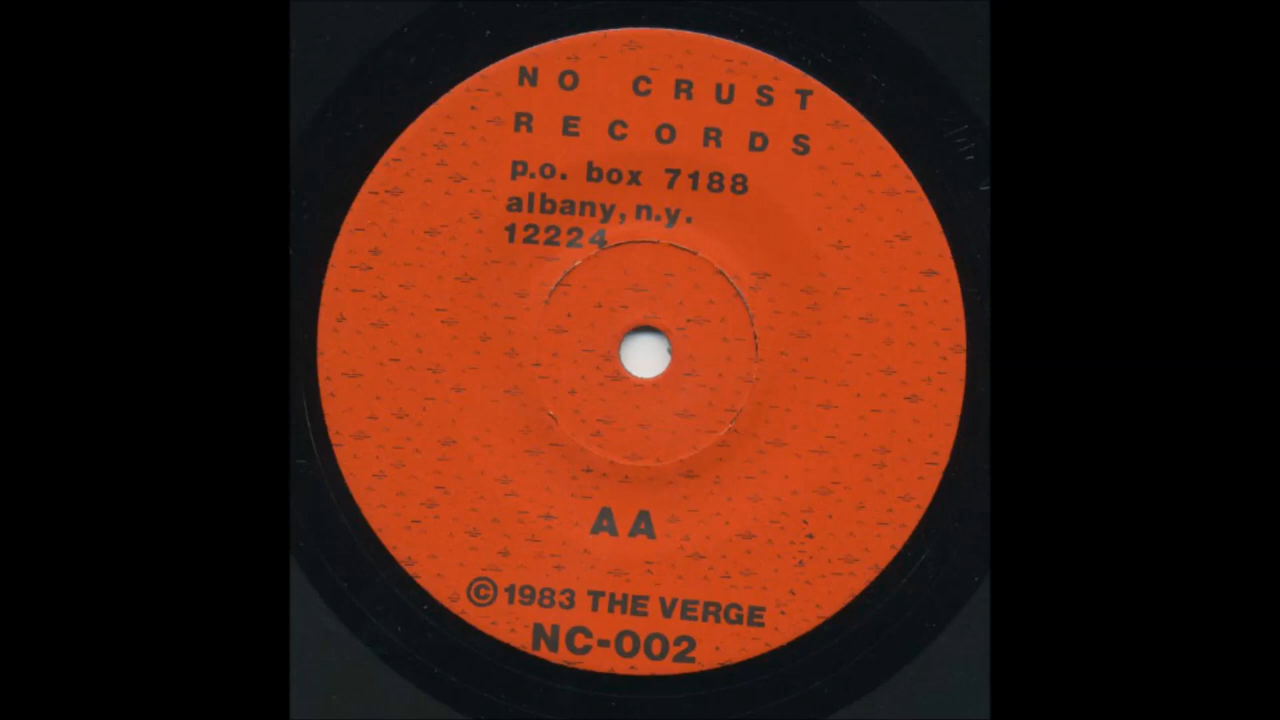 NO CRUST
RECORDS
p.o. box 7188
albany, n.y.
12224
AA
©1983 THE VERGE
NC-002